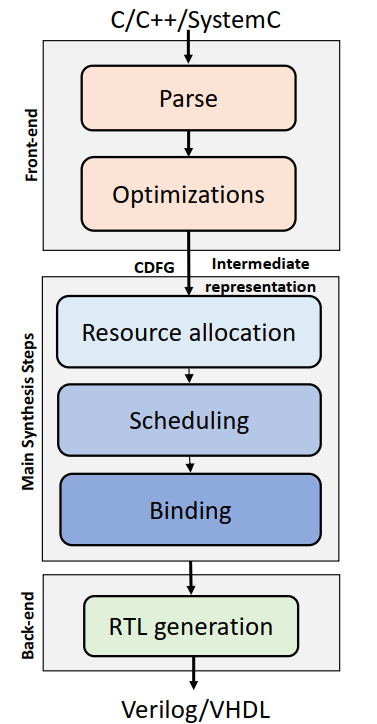 C/C++/SystemC
Front-end
Parse
Optimizations
CDFG
Intermediate
representation
Main Synthesis Steps
Resource allocation
Scheduling
Binding
Back-end
RTL generation
Verilog/VHDL